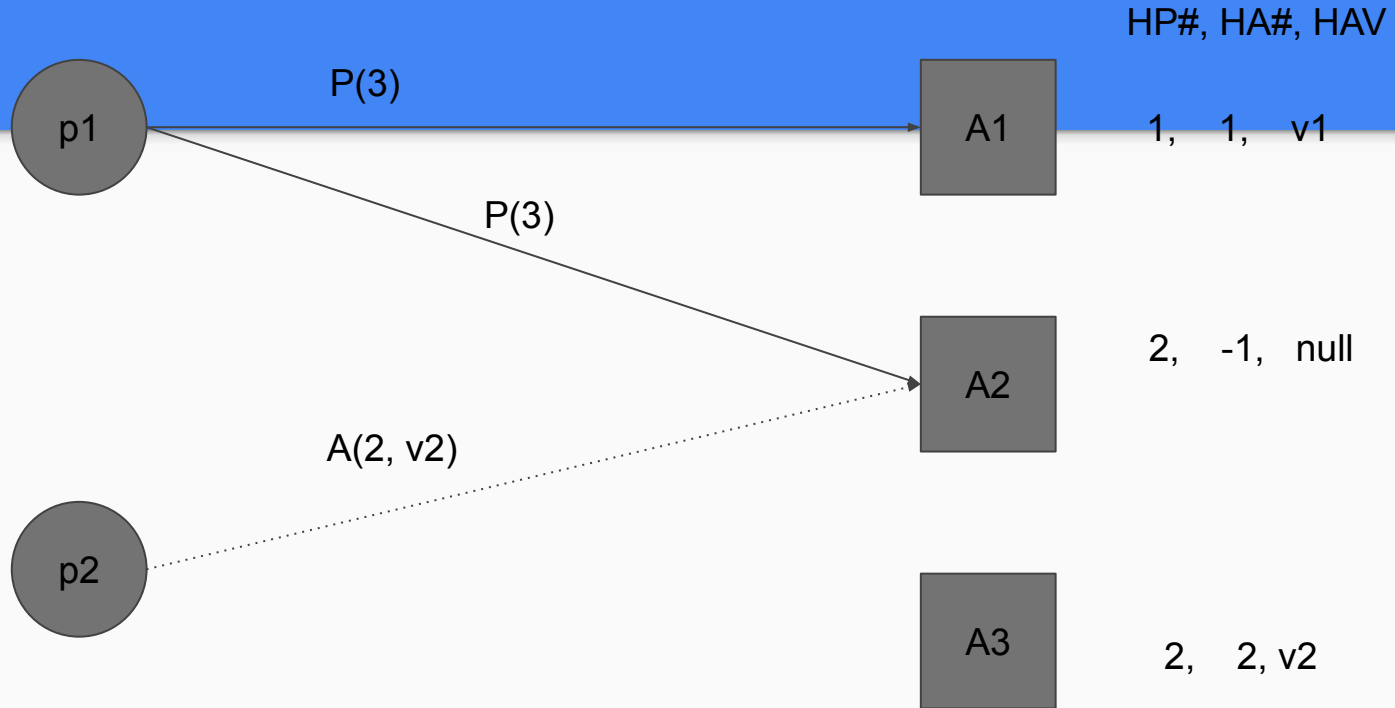 HP#, HA#, HAV
P(3)
p1
A1
1, 1, v1
P(3)
2, -1, null
A2
A(2, v2)
p2
A3
2, 2, v2